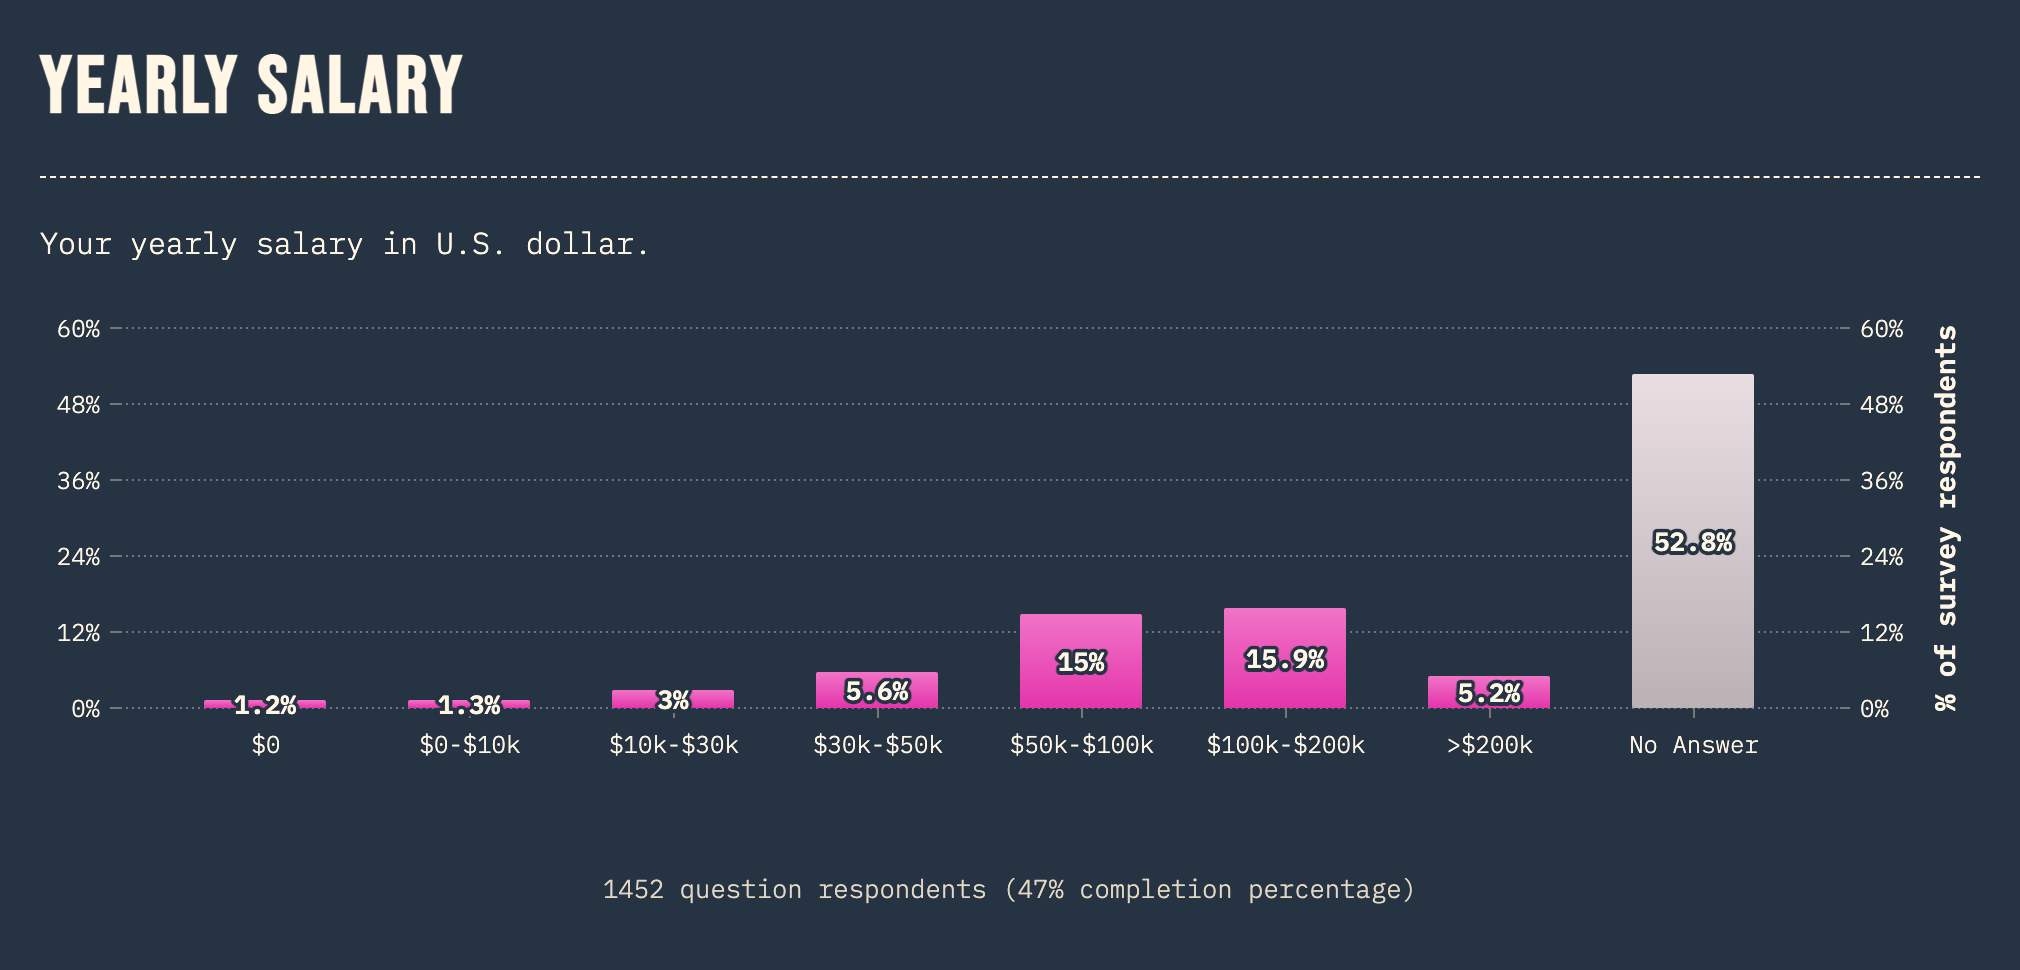 YEARLY SALARY
Your yearly salary in U.S. dollar.
60%
48%
36%
24%
12%
0%
1.2%
1.3%
3%
5.6%
15%
15.9%
5.2%
52.8%
$0
$0-$10k
$10k-$30k
$30k-$50k
$50k-$100k
$100k-$200k
>$200k
No Answer
60%
48%
36%
24%
12%
0%
% of survey respondents
1452 question respondents (47% completion percentage)